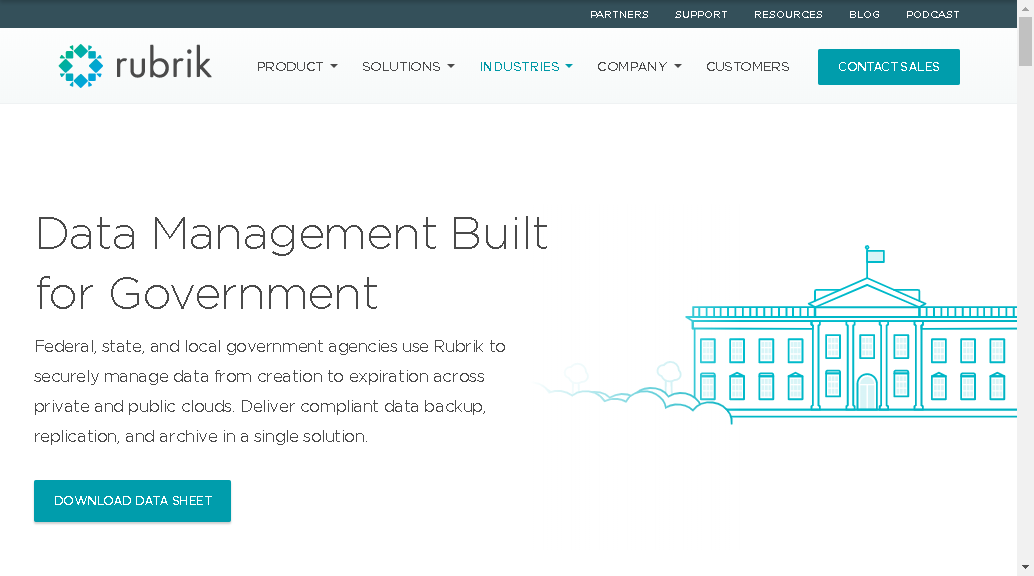 PARTNERS SUPPORT RESOURCES BLOG PODCAST
rubrik PRODUCT SOLUTIONS INDUSTRIES COMPANY CUSTOMERS CONTACT SALES
Data Management Built
for Government
Federal, state, and local government agencies use Rubrik to
securely manage data from creation to expiration across
private and public clouds. Deliver compliant data backup,
replication, and archive in a single solution.
DOWNLOAD DATA SHEET